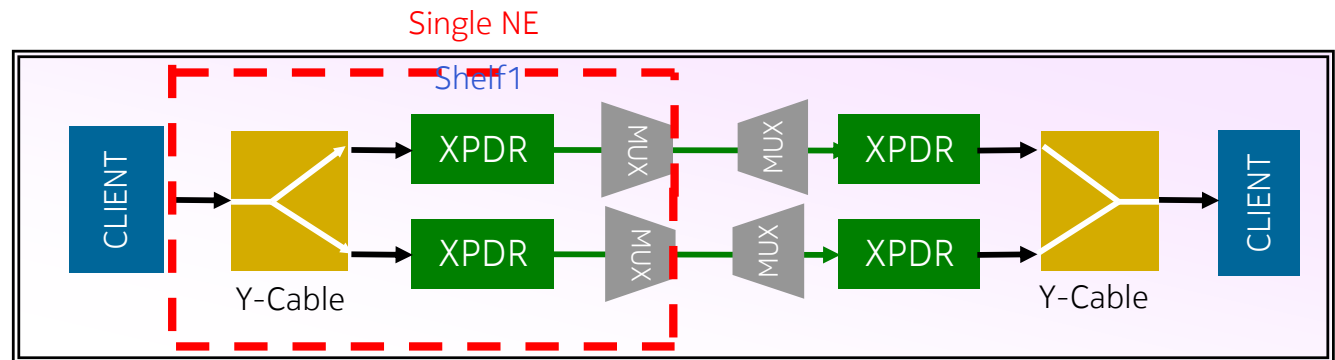 Single NE
Shelf1
CLIENT
Y-Cable
XPDR
MUX
MUX
XPDR
XPDR
MUX
MUX
XPDR
Y-Cable
CLIENT